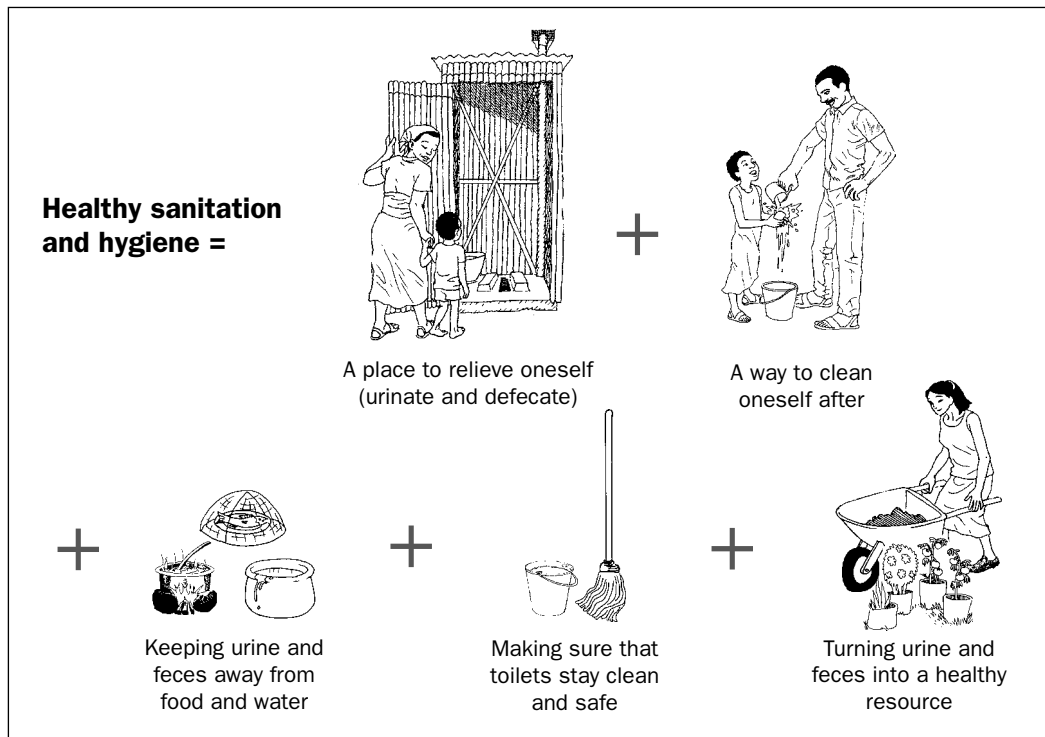 Healthy sanitation
and hygiene =
+
A place to relieve oneself
(urinate and defecate)
A way to clean
oneself after
+
+
+
Keeping urine and
feces away from
food and water
Making sure that
toilets stay clean
and safe
Turning urine and
feces into a healthy
resource